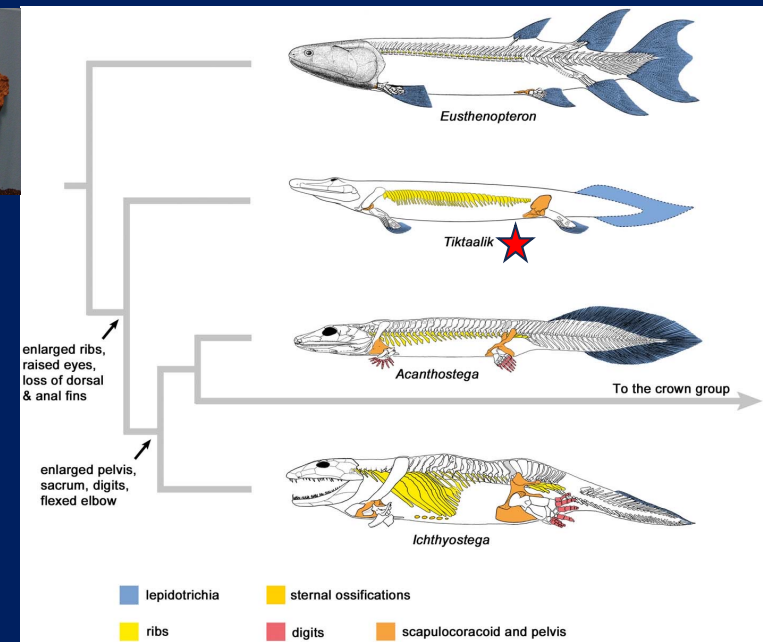 Eusthenopteron
Tiktaalik
enlarged ribs,
raised eyes,
loss of dorsal
& anal fins
Acanthostega
To the crown group
enlarged pelvis,
sacrum, digits,
flexed elbow
Ichthyostega
lepidotrichia
sternal ossifications
ribs
digits
scapulocoracoid and pelvis